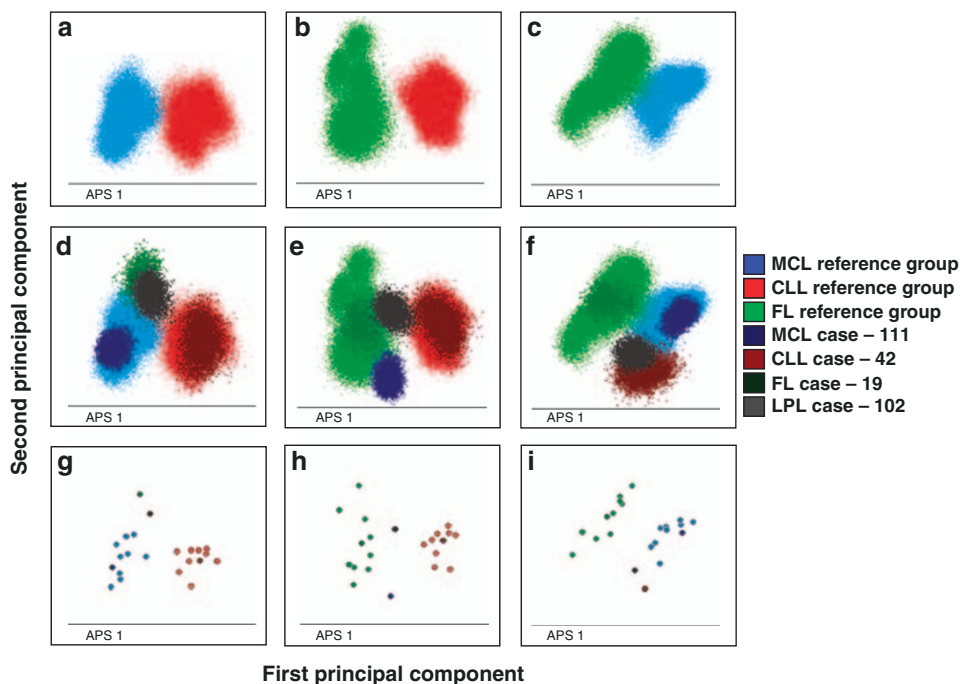 a
b
c
APS 1
APS 1
APS 1
d
e
f
APS 1
APS 1
APS 1
g
h
i
APS 1
APS 1
APS 1
Second principal component
First principal component
MCL reference group
CLL reference group
FL reference group
MCL case – 111
CLL case – 42
FL case – 19
LPL case – 102